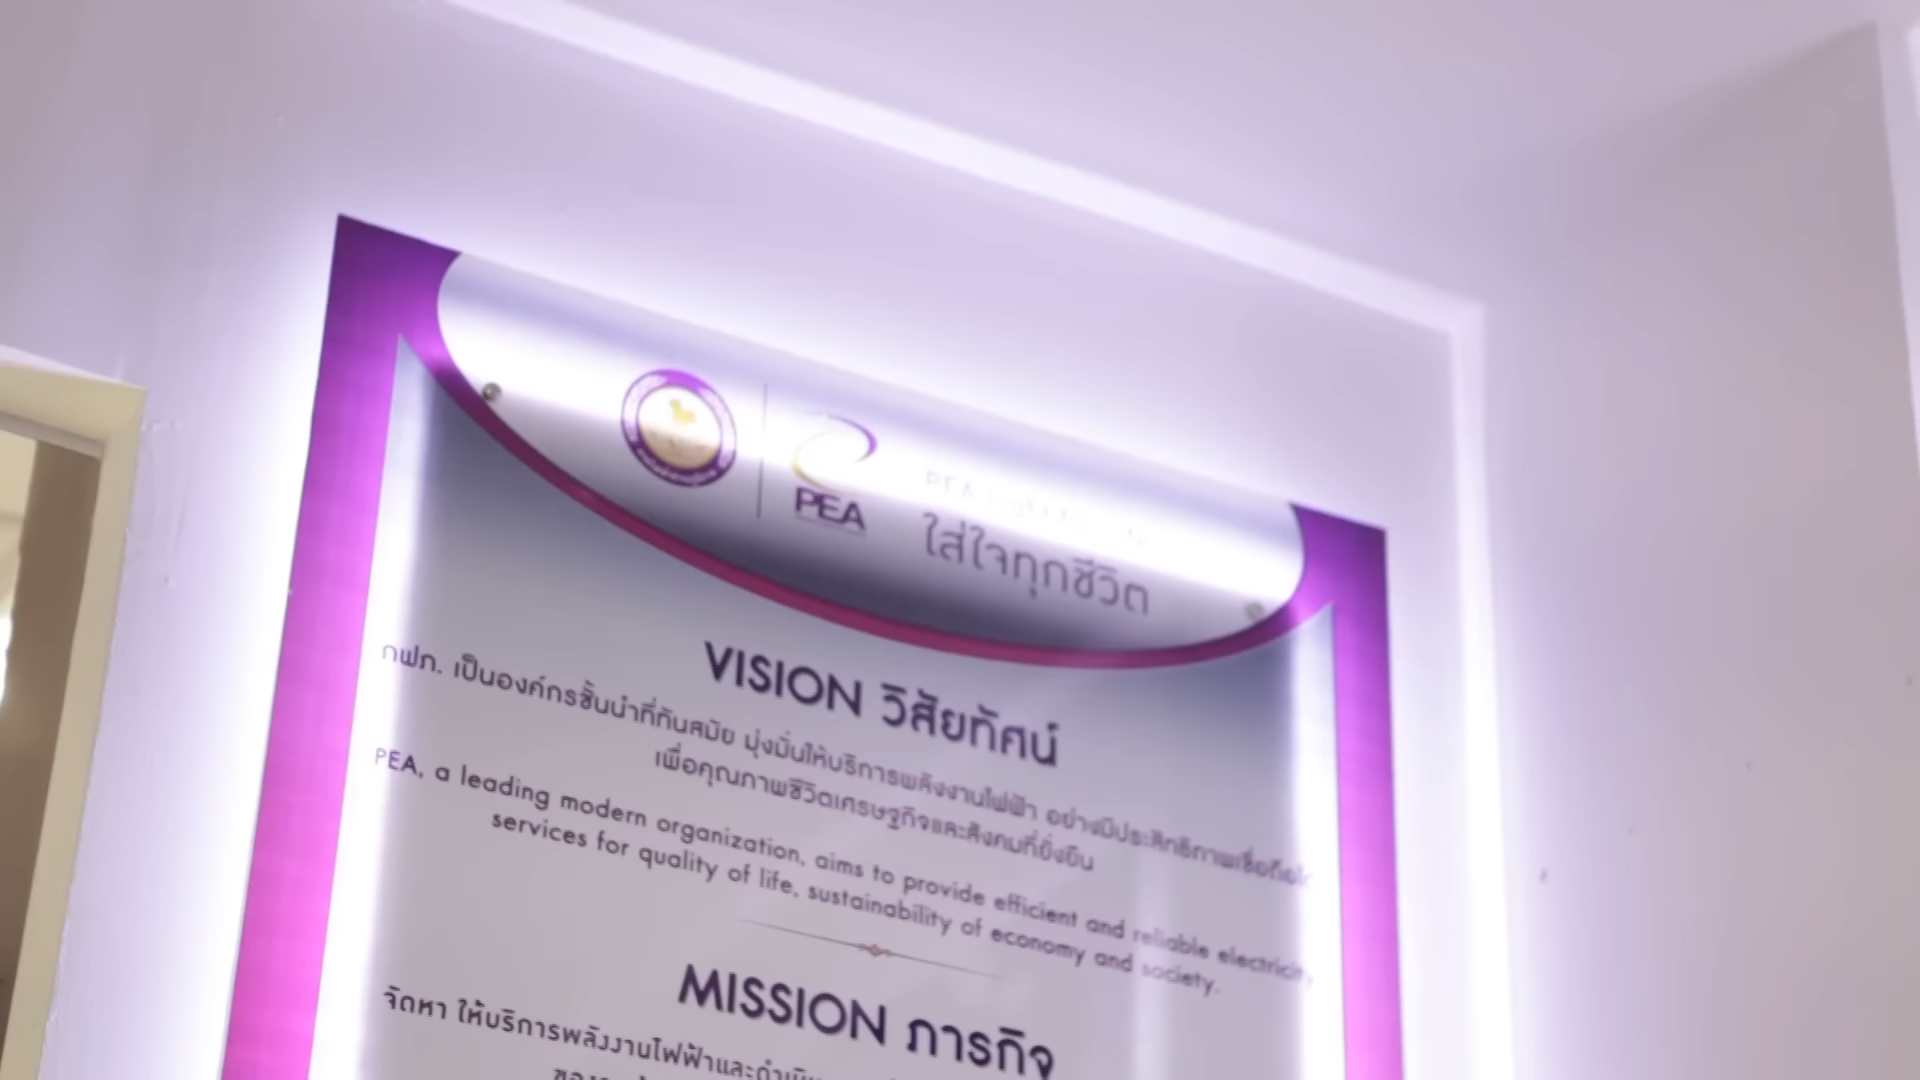 PEA
ใส่ใจทุกชีวิต
VISION วิสัยทัศน์
กฟภ. เป็นองค์กรชั้นนำที่ทันสมัย มุ่งมั่นให้บริการพลังงานไฟฟ้า อย่างมีประสิทธิภาพเชื่อถือได้
เพื่อคุณภาพชีวิตเศรษฐกิจและสังคมที่ยั่งยืน
PEA, a leading modern organization, aims to provide efficient and reliable electricity
services for quality of life, sustainability of economy and society.
MISSION ภารกิจ
จัดหา ให้บริการพลังงานไฟฟ้าและดำเนิน